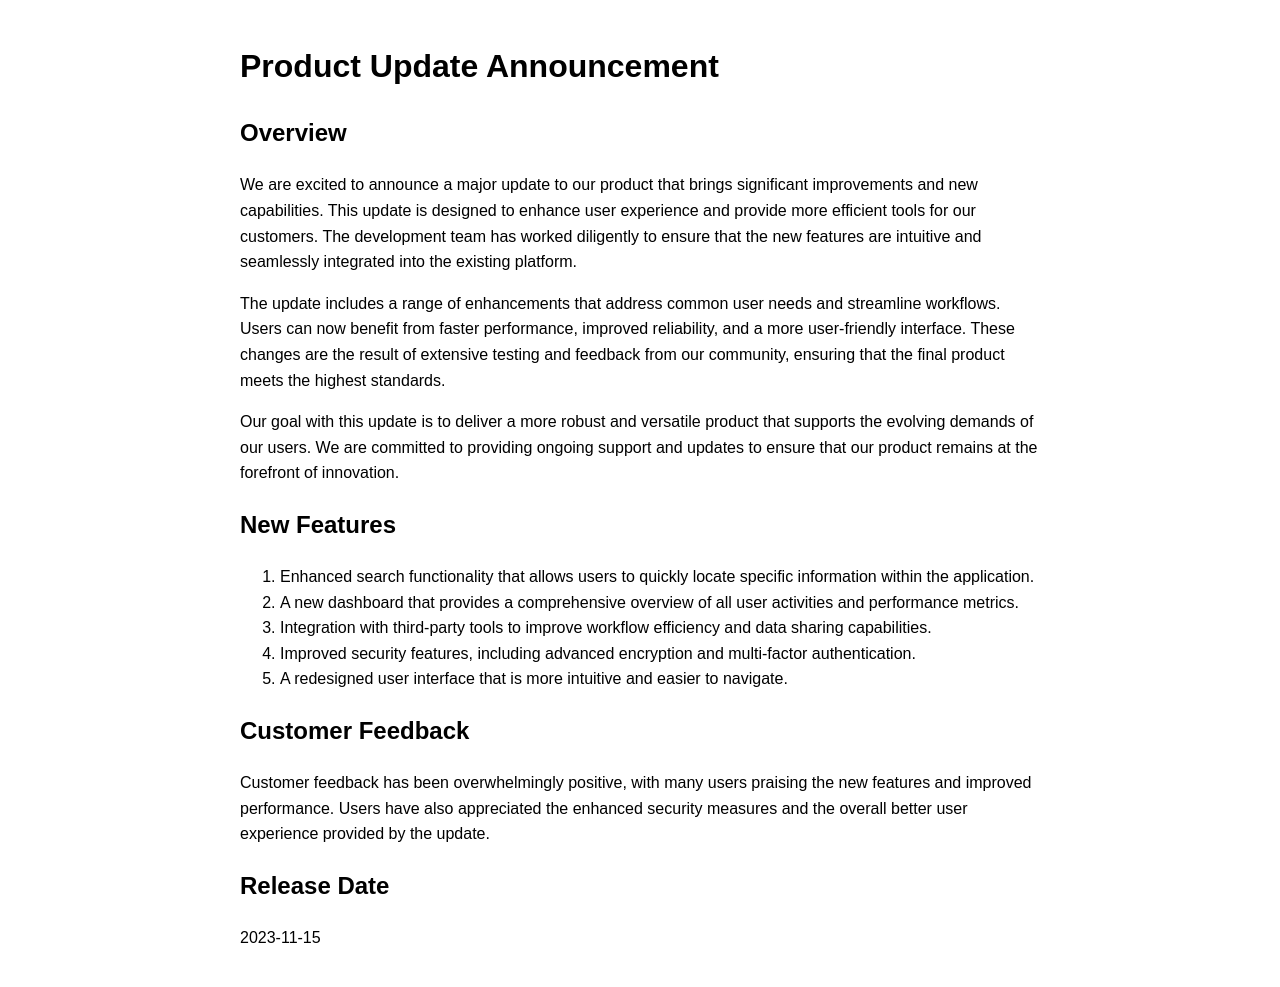 Product Update Announcement
Overview
We are excited to announce a major update to our product that brings significant improvements and new
capabilities. This update is designed to enhance user experience and provide more efficient tools for our
customers. The development team has worked diligently to ensure that the new features are intuitive and
seamlessly integrated into the existing platform.
The update includes a range of enhancements that address common user needs and streamline workflows.
Users can now benefit from faster performance, improved reliability, and a more user-friendly interface. These
changes are the result of extensive testing and feedback from our community, ensuring that the final product
meets the highest standards.
Our goal with this update is to deliver a more robust and versatile product that supports the evolving demands of
our users. We are committed to providing ongoing support and updates to ensure that our product remains at the
forefront of innovation.
New Features
1. Enhanced search functionality that allows users to quickly locate specific information within the application.
2. A new dashboard that provides a comprehensive overview of all user activities and performance metrics.
3. Integration with third-party tools to improve workflow efficiency and data sharing capabilities.
4. Improved security features, including advanced encryption and multi-factor authentication.
5. A redesigned user interface that is more intuitive and easier to navigate.
Customer Feedback
Customer feedback has been overwhelmingly positive, with many users praising the new features and improved
performance. Users have also appreciated the enhanced security measures and the overall better user
experience provided by the update.
Release Date
2023-11-15